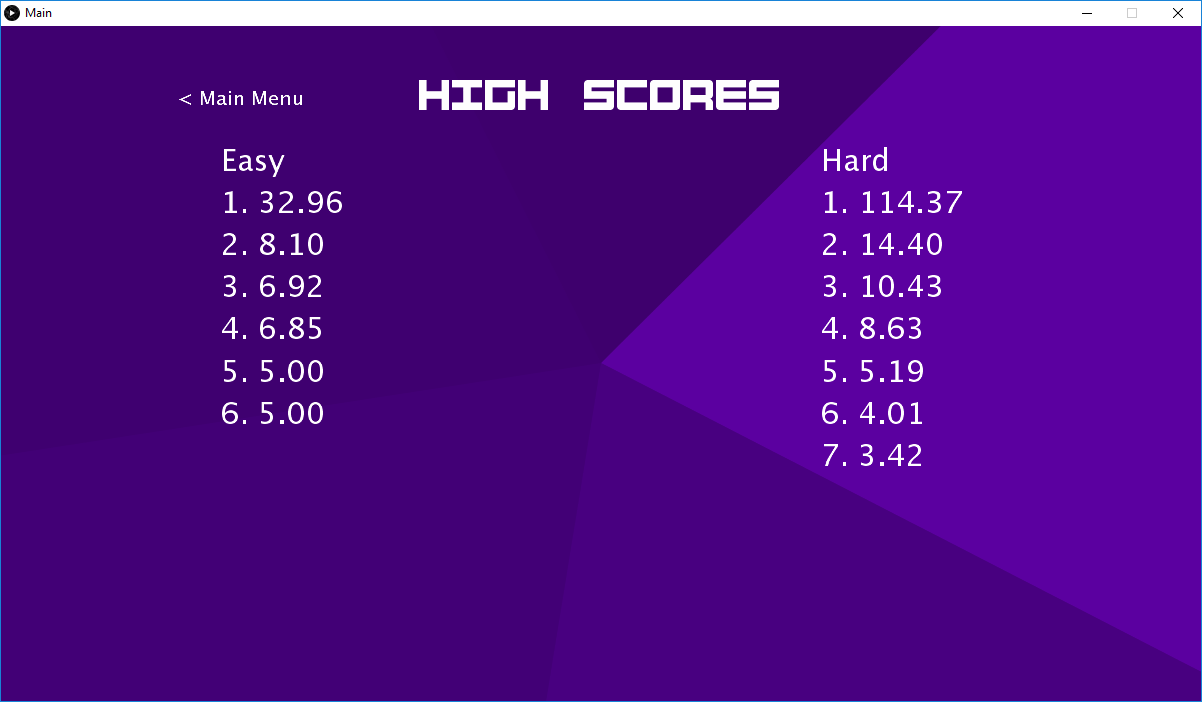 Main
< Main Menu
HIGH SCORES
Easy
1. 32.96
2. 8.10
3. 6.92
4. 6.85
5. 5.00
6. 5.00
Hard
1. 114.37
2. 14.40
3. 10.43
4. 8.63
5. 5.19
6. 4.01
7. 3.42